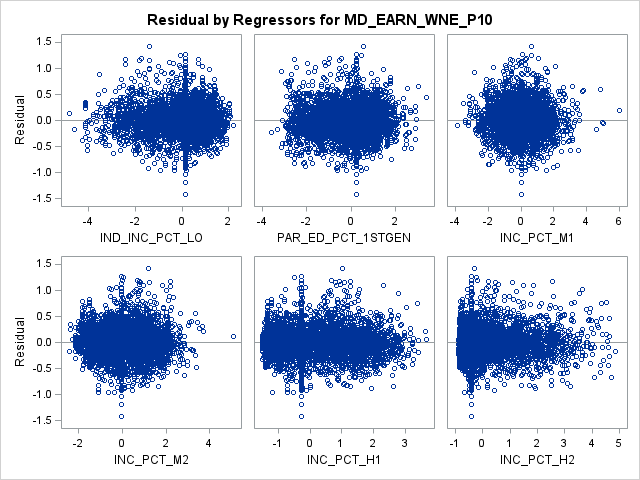 Residual by Regressors for MD_EARN_WNE_P10
Residual
1.5
1.0
0.5
0.0
-0.5
-1.0
-1.5
-4 -2 0 2
IND_INC_PCT_LO
-4 -2 0 2
PAR_ED_PCT_1STGEN
-4 -2 0 2 4 6
INC_PCT_M1
Residual
1.5
1.0
0.5
0.0
-0.5
-1.0
-1.5
-2 0 2 4
INC_PCT_M2
-1 0 1 2 3
INC_PCT_H1
-1 0 1 2 3 4 5
INC_PCT_H2